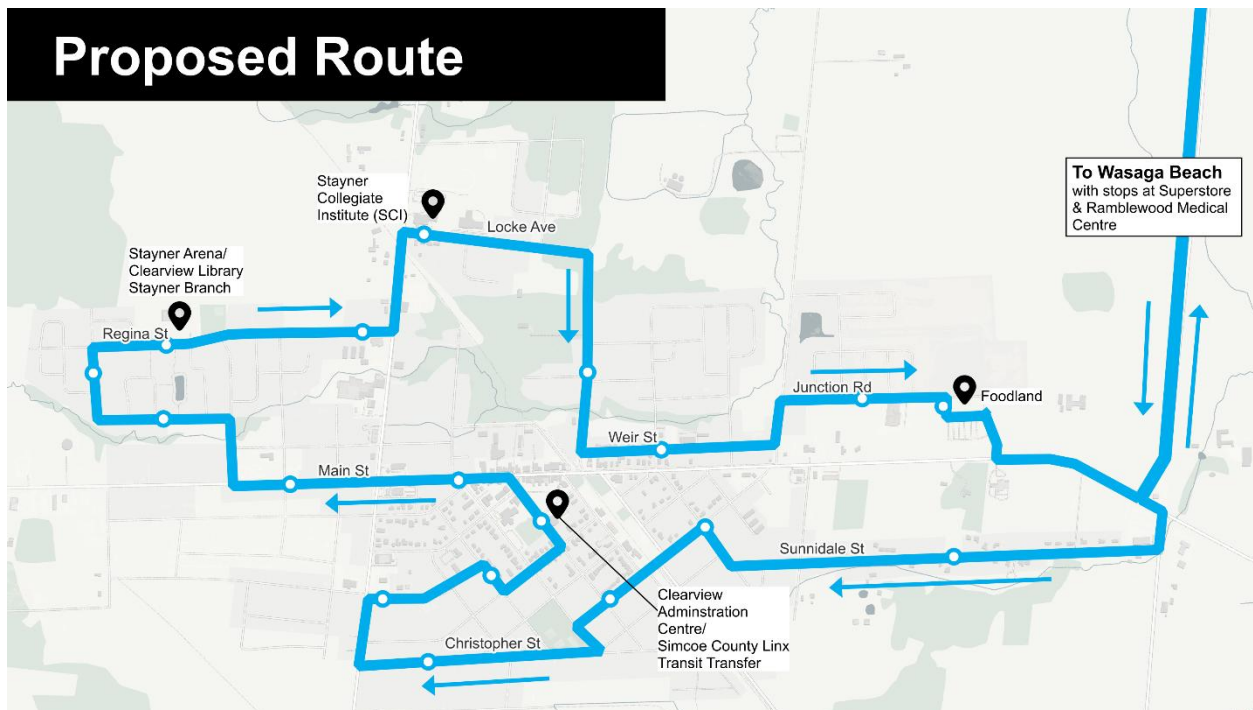 Proposed Route
To Wasaga Beach
with stops at Superstore
& Ramblewood Medical
Centre
Stayner
Collegiate
Institute (SCI)
Locke Ave
Stayner Arena/
Clearview Library
Stayner Branch
Regina St
Junction Rd
Foodland
Weir St
Main St
Sunnidale St
Clearview
Adminstration
Centre/
Simcoe County Linx
Transit Transfer
Christopher St